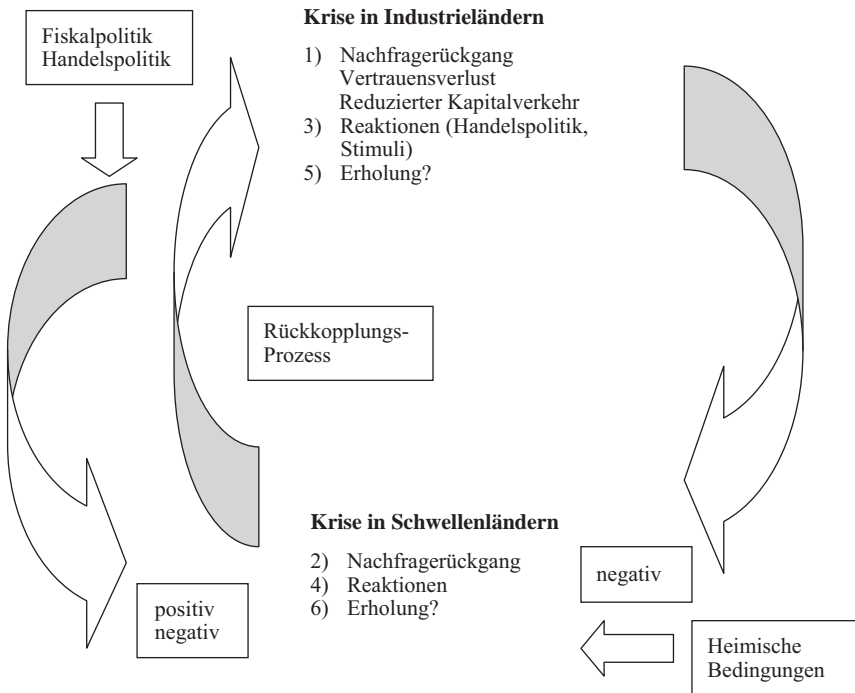 Fiskalpolitik
Handelspolitik
Krise in Industrieländern
1) Nachfragerückgang
Vertrauensverlust
Reduzierter Kapitalverkehr
3) Reaktionen (Handelspolitik,
Stimuli)
5) Erholung?
Rückkopplungs-
Prozess
Krise in Schwellenländern
2) Nachfragerückgang
4) Reaktionen
6) Erholung?
positiv
negativ
negativ
Heimische
Bedingungen